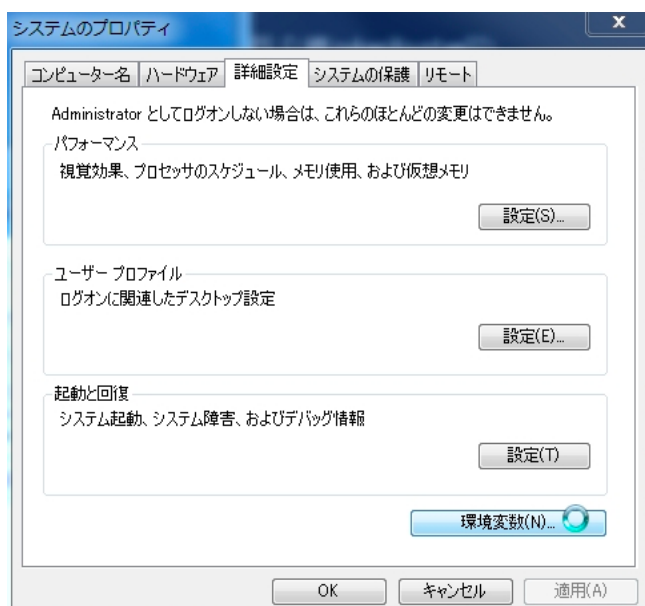 システムのプロパティ
コンピューター名 ハードウェア 詳細設定 システムの保護 リモート
Administrator としてログオンしない場合は、これらのほとんどの変更はできません。
パフォーマンス
視覚効果、プロセッサのスケジュール、メモリ使用、および仮想メモリ
設定(S)...
ユーザー プロファイル
ログオンに関連したデスクトップ設定
設定(E)...
起動と回復
システム起動、システム障害、およびデバッグ情報
設定(T)
環境変数(N)...
OK キャンセル 適用(A)